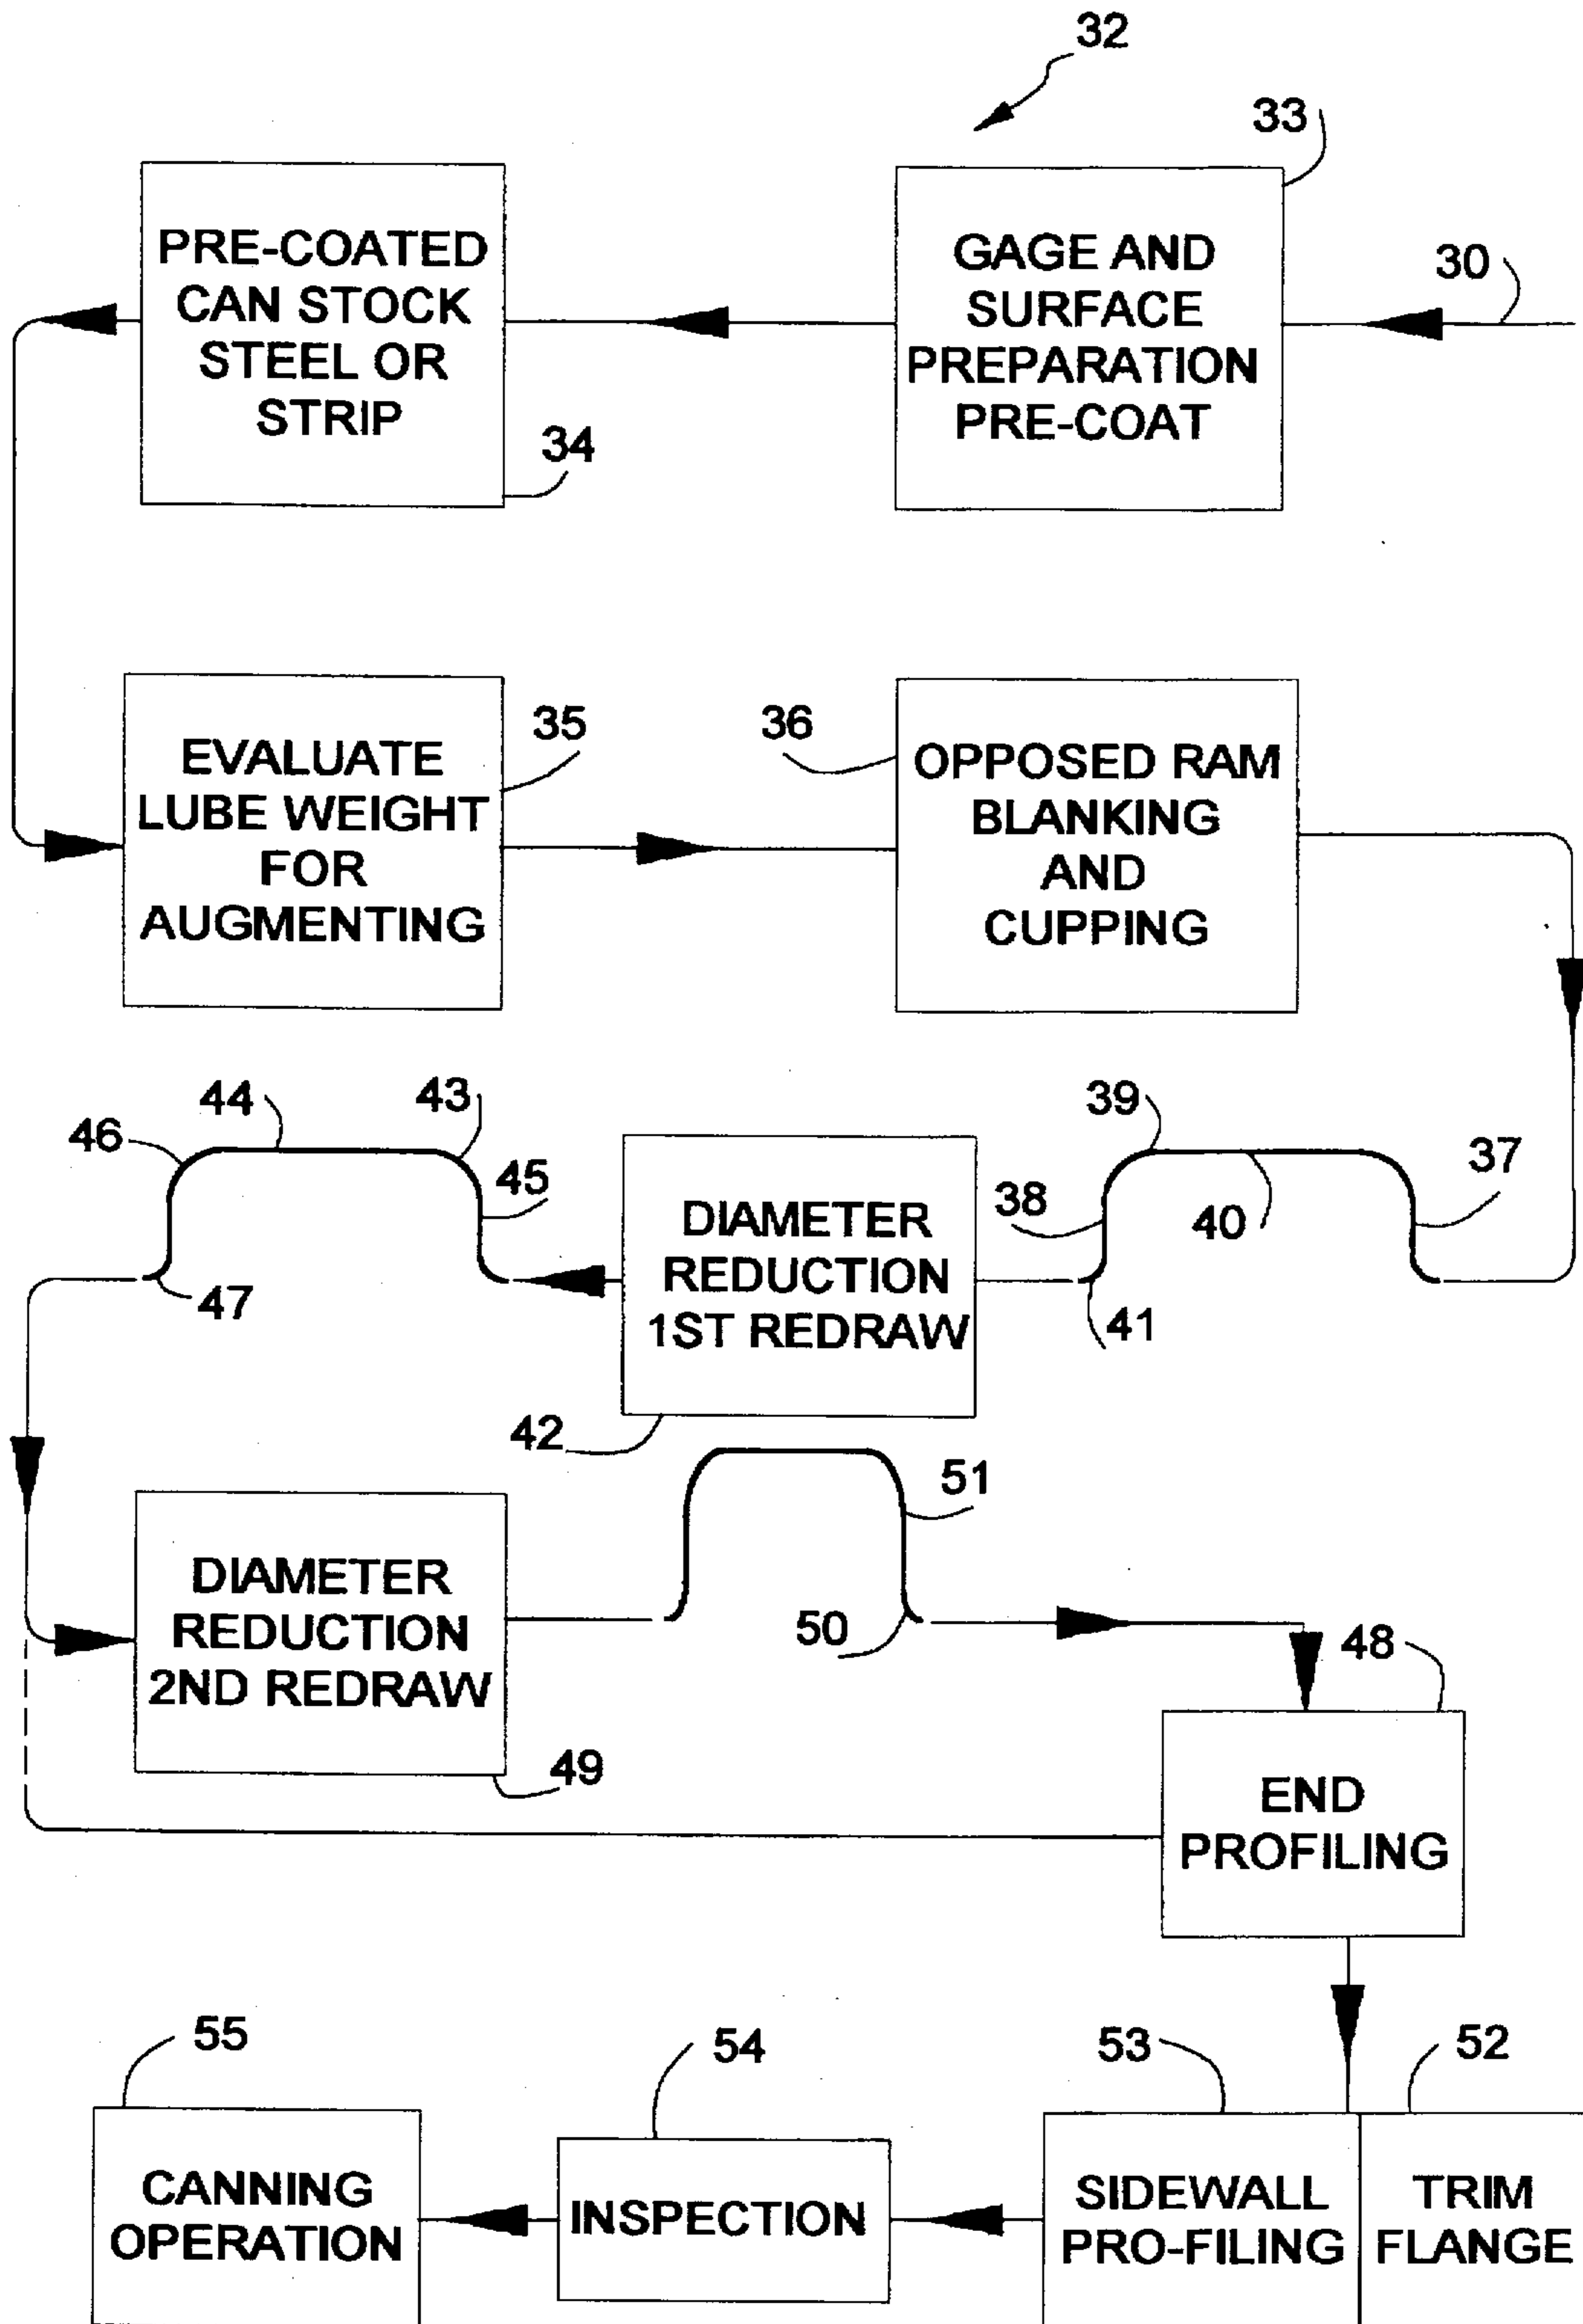 32
33
PRE-COATED
CAN STOCK
STEEL OR
STRIP
34
GAGE AND
SURFACE
PREPARATION
PRE-COAT
30
EVALUATE
LUBE WEIGHT
FOR
AUGMENTING
35
36
OPPOSED RAM
BLANKING
AND
CUPPING
46
44
43
45
47
DIAMETER
REDUCTION
1ST REDRAW
42
39
38
40
37
41
DIAMETER
REDUCTION
2ND REDRAW
49
51
50
48
END
PROFILING
55
54
53
52
CANNING
OPERATION
INSPECTION
SIDEWALL
PRO-FILING
TRIM
FLANGE